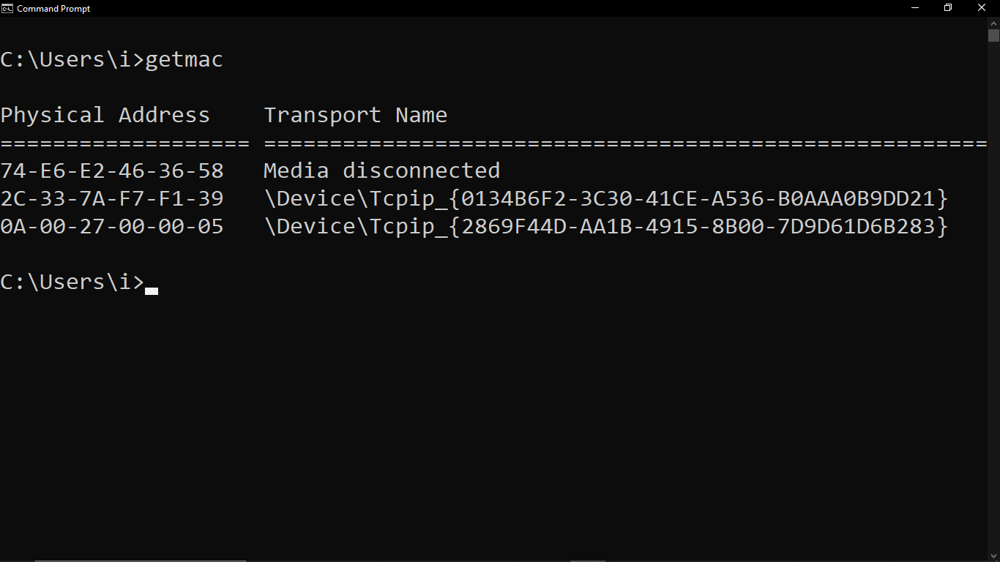 Command Prompt
C:\Users\i>getmac
Physical Address    Transport Name
=================== =======================================================
74-E6-E2-46-36-58   Media disconnected
2C-33-7A-F7-F1-39   \Device\Tcpip_{0134B6F2-3C30-41CE-A536-B0AAA0B9DD21}
0A-00-27-00-00-05   \Device\Tcpip_{2869F44D-AA1B-4915-8B00-7D9D61D6B283}
C:\Users\i>